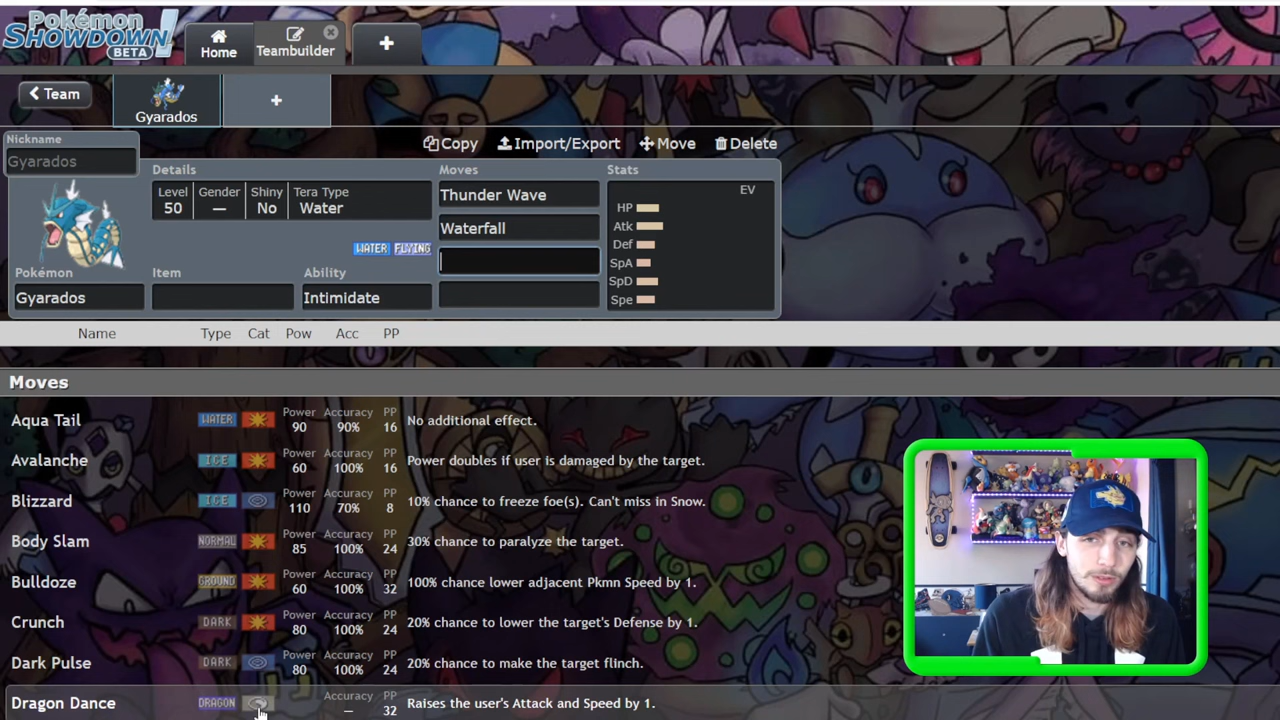 Pokémon
SHOWDOWN!
BETA
Home
Teambuilder
+
Team
Gyarados
+
Nickname
Gyarados
Copy
Import/Export
Move
Delete
Details
Moves
Stats
Level
Gender
Shiny
Tera Type
50
—
No
Water
Thunder Wave
EV
HP
Waterfall
Atk
WATER
FLYING
Def
SpA
Pokémon
Item
Ability
SpD
Gyarados
Intimidate
Spe
Name Type Cat Pow Acc PP
Moves
Aqua Tail WATER Power 90 Accuracy 90% PP 16 No additional effect.
Avalanche ICE Power 60 Accuracy 100% PP 16 Power doubles if user is damaged by the target.
Blizzard ICE Power 110 Accuracy 70% PP 8 10% chance to freeze foe(s). Can't miss in Snow.
Body Slam NORMAL Power 85 Accuracy 100% PP 24 30% chance to paralyze the target.
Bulldoze GROUND Power 60 Accuracy 100% PP 32 100% chance lower adjacent Pkmn Speed by 1.
Crunch DARK Power 80 Accuracy 100% PP 24 20% chance to lower the target's Defense by 1.
Dark Pulse DARK Power 80 Accuracy 100% PP 24 20% chance to make the target flinch.
Dragon Dance DRAGON Accuracy — PP 32 Raises the user's Attack and Speed by 1.